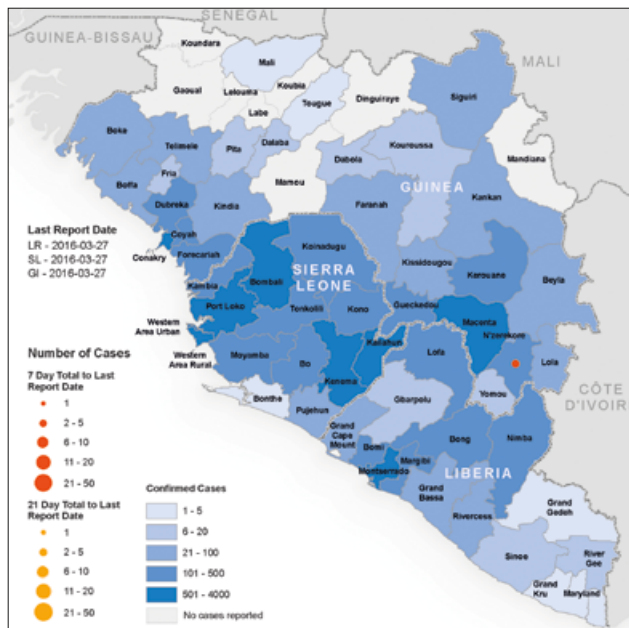 SENEGAL
GUINEA-BISSAU
MALI
Koundara
Mali
Gaoual
Lelouma
Koubia
Labe
Tougue
Dinguiraye
Siguiri
Boke
Telimele
Pita
Dalaba
Dabola
Kouroussa
Mandiana
Fria
Mamou
GUINEA
Boffa
Dubreka
Kindia
Faranah
Kankan
Last Report Date
LR - 2016-03-27
SL - 2016-03-27
GI - 2016-03-27
Coyah
Conakry
Forecariah
Koinadugu
Kissidougou
Kerouane
Beyla
Kambia
Bombali
SIERRA
LEONE
Gueckedou
Macenta
Port Loko
Tonkolili
Kono
N'zerekore
Western
Area Urban
Kailahun
Lofa
Lola
Number of Cases
7 Day Total to Last
Report Date
1
2 - 5
6 - 10
11 - 20
21 - 50
Western
Area Rural
Moyamba
Bo
Kenema
Yomou
CÔTE
D'IVOIR
Bonthe
Pujehun
Gbarpolu
Grand
Cape
Mount
Bomi
Bong
Nimba
Margibi
Montserrado
LIBERIA
Grand
Bassa
Rivercess
Grand
Gedeh
Sinoe
River
Gee
Grand
Kru
Maryland
21 Day Total to Last
Report Date
1
2 - 5
6 - 10
11 - 20
21 - 50
Confirmed Cases
1 - 5
6 - 20
21 - 100
101 - 500
501 - 4000
No cases reported